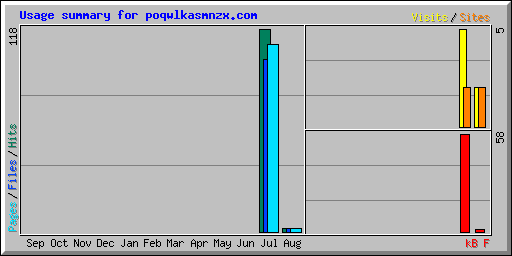 Usage summary for poqwlkasmnzx.com
Visits/Sites
118
5
Pages/Files/Hits
58
Sep Oct Nov Dec Jan Feb Mar Apr May Jun Jul Aug
kB F